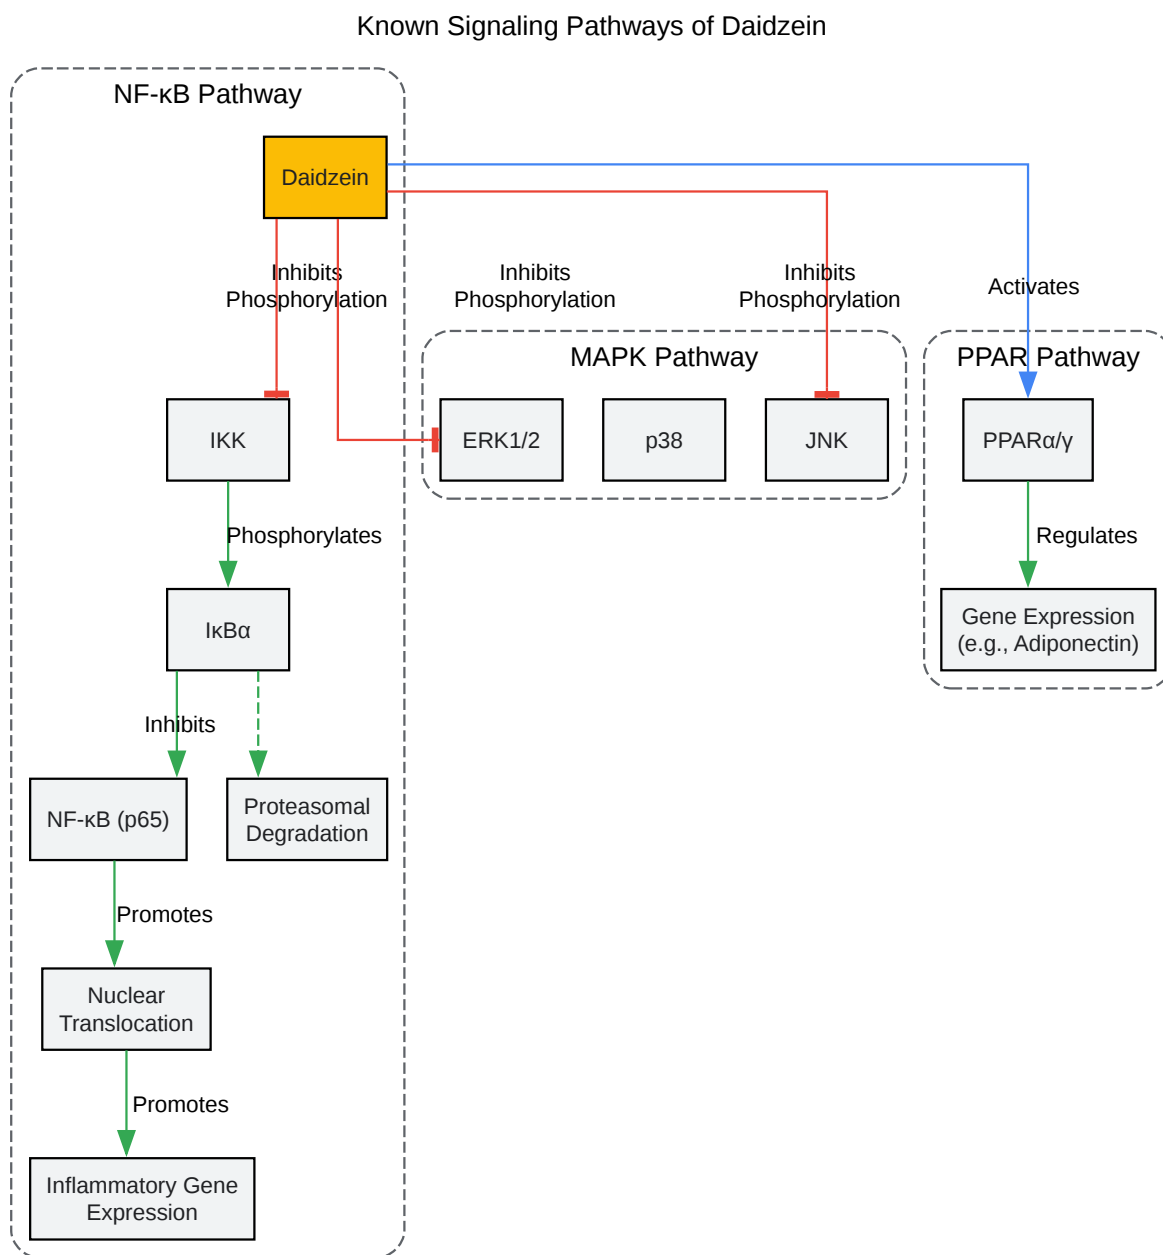 Known Signaling Pathways of Daidzein
NF-κB Pathway
Daidzein
Inhibits
Phosphorylation
Inhibits
Phosphorylation
Inhibits
Phosphorylation
Activates
MAPK Pathway
PPAR Pathway
IKK
ERK1/2
p38
JNK
PPARα/γ
Phosphorylates
Regulates
IκBα
Gene Expression
(e.g., Adiponectin)
Inhibits
NF-κB (p65)
Proteasomal
Degradation
Promotes
Nuclear
Translocation
Promotes
Inflammatory Gene
Expression